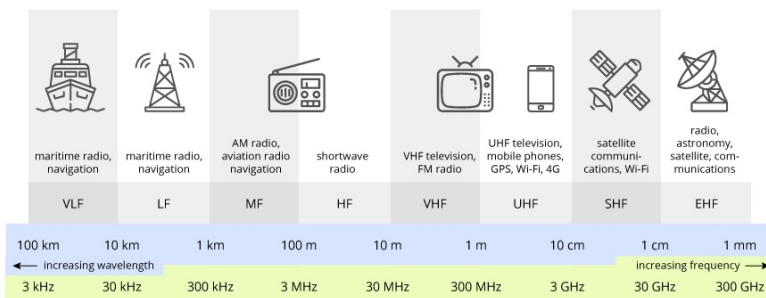 maritime radio,
navigation
maritime radio,
navigation
AM radio,
aviation radio
navigation
shortwave
radio
VHF television,
FM radio
UHF television,
mobile phones,
GPS, Wi-Fi, 4G
satellite
communi-
cations, Wi-Fi
radio,
astronomy,
satellite, com-
munications
VLF LF MF HF VHF UHF SHF EHF
100 km 10 km 1 km 100 m 10 m 1 m 10 cm 1 cm 1 mm
increasing wavelength increasing frequency
3 kHz 30 kHz 300 kHz 3 MHz 30 MHz 300 MHz 3 GHz 30 GHz 300 GHz